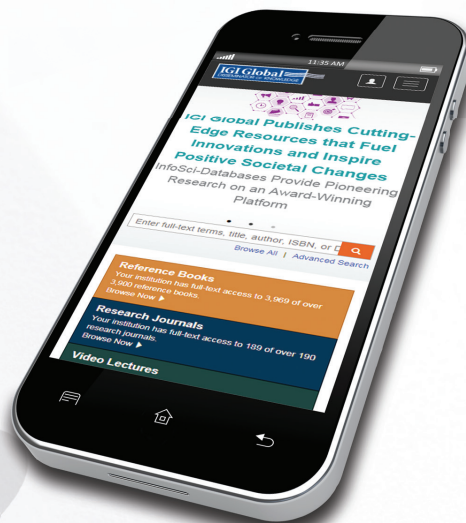 11:35 AM
IGI Global
DISSEMINATOR OF KNOWLEDGE
IGI Global Publishes Cutting-
Edge Resources that Fuel
Innovations and Inspire
Positive Societal Changes
InfoSci-Databases Provide Pioneering
Research on an Award-Winning
Platform
Enter full-text terms, title, author, ISBN, or D
Browse All | Advanced Search
Reference Books
Your institution has full-text access to 3,969 of over
3,900 reference books.
Browse Now
Research Journals
Your institution has full-text access to 189 of over 190
research journals.
Browse Now
Video Lectures